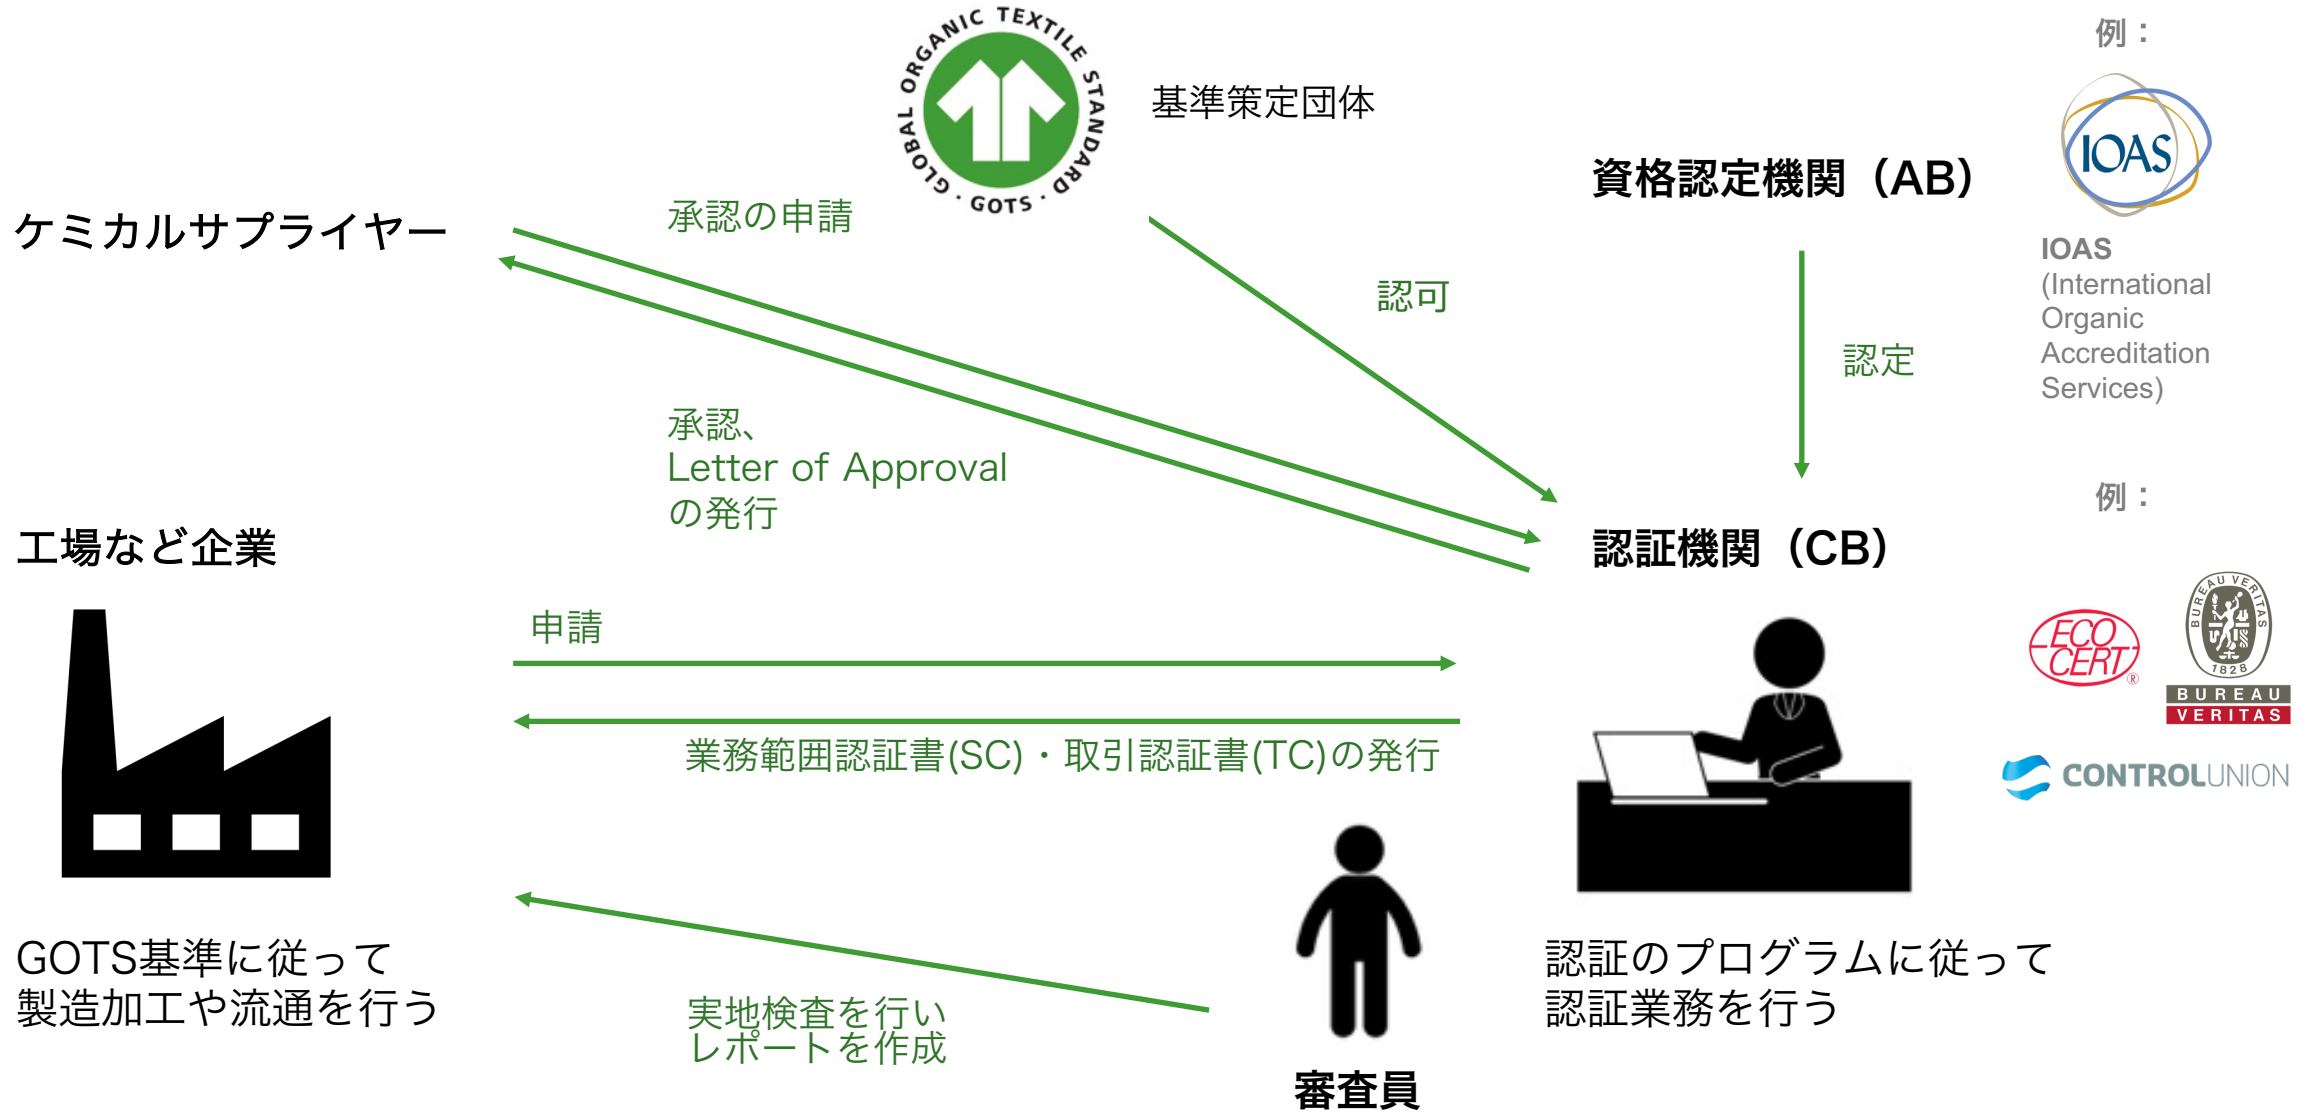 GLOBAL ORGANIC TEXTILE STANDARD · GOTS ·
基準策定団体
例：
IOAS
資格認定機関（AB）
IOAS
(International
Organic
Accreditation
Services)
ケミカルサプライヤー
承認の申請
認可
認定
承認、
Letter of Approval
の発行
例：
工場など企業
認証機関（CB）
申請
業務範囲認証書(SC)・取引認証書(TC)の発行
ECO
CERT
®
BUREAU VERITAS
1828
BUREAU
VERITAS
CONTROLUNION
GOTS基準に従って
製造加工や流通を行う
実地検査を行い
レポートを作成
審査員
認証のプログラムに従って
認証業務を行う